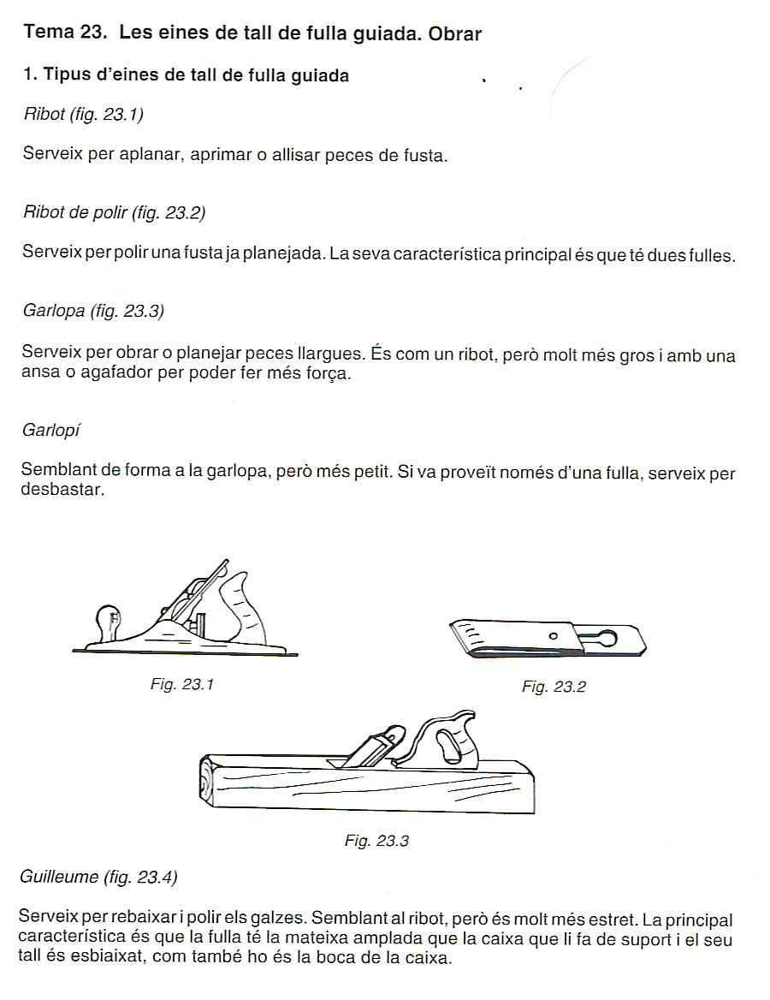 Tema 23. Les eines de tall de fulla guiada. Obrar
1. Tipus d'eines de tall de fulla guiada
Ribot (fig. 23.1)
Serveix per aplanar, aprimar o allisar peces de fusta.
Ribot de polir (fig. 23.2)
Serveix per polir una fusta ja planejada. La seva característica principal és que té dues fulles.
Garlopa (fig. 23.3)
Serveix per obrar o planejar peces llargues. És com un ribot, però molt més gros i amb una
ansa o agafador per poder fer més força.
Garlopí
Semblant de forma a la garlopa, però més petit. Si va proveït només d'una fulla, serveix per
desbastar.
Fig. 23.1
Fig. 23.2
Fig. 23.3
Guilleume (fig. 23.4)
Serveix per rebaixar i polir els galzes. Semblant al ribot, però és molt més estret. La principal
característica és que la fulla té la mateixa amplada que la caixa que li fa de suport i el seu
tall és esbiaixat, com també ho és la boca de la caixa.